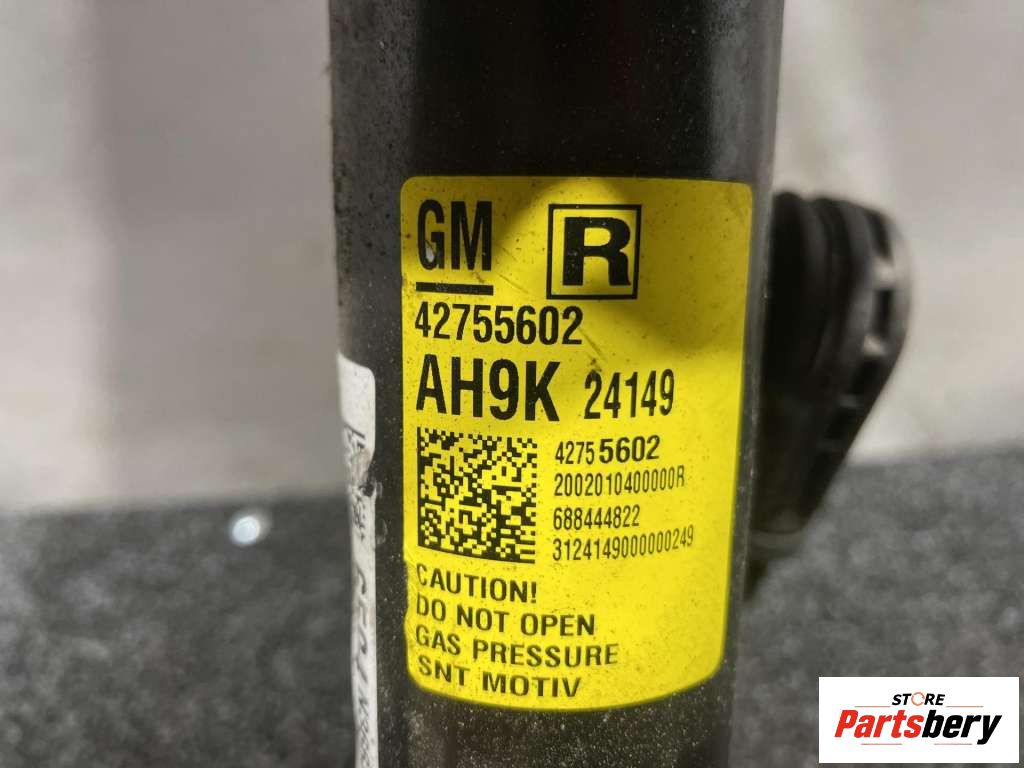 GM R
42755602
AH9K 24149
42755602
2002010400000R
688444822
3124149000000249
CAUTION!
DO NOT OPEN
GAS PRESSURE
SNT MOTIV
STORE
Partsbery